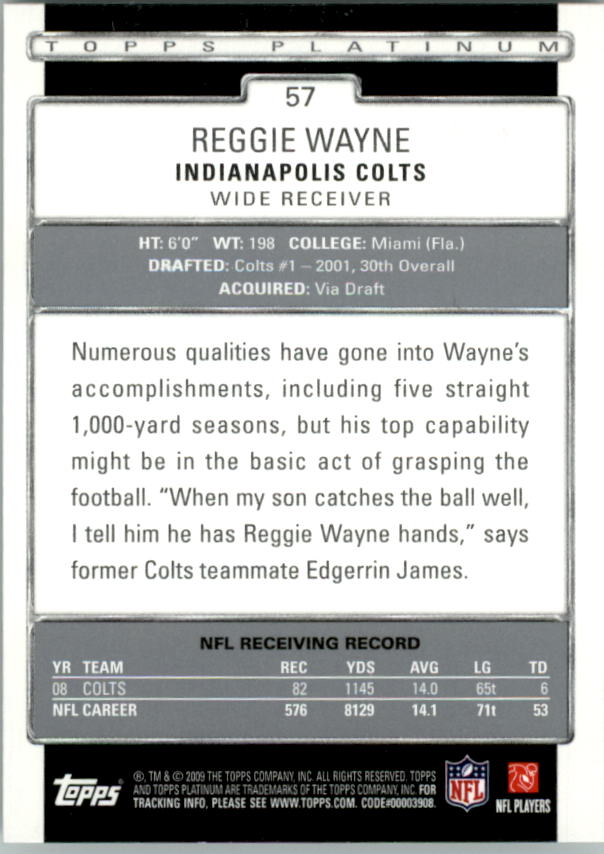 TOPPS PLATINUM
57
REGGIE WAYNE
INDIANAPOLIS COLTS
WIDE RECEIVER
HT: 6'0" WT: 198 COLLEGE: Miami (Fla.)
DRAFTED: Colts #1 – 2001, 30th Overall
ACQUIRED: Via Draft
Numerous qualities have gone into Wayne's
accomplishments, including five straight
1,000-yard seasons, but his top capability
might be in the basic act of grasping the
football. “When my son catches the ball well,
I tell him he has Reggie Wayne hands,” says
former Colts teammate Edgerrin James.
NFL RECEIVING RECORD
YR TEAM REC YDS AVG LG TD
08 COLTS 82 1145 14.0 65t 6
NFL CAREER 576 8129 14.1 71t 53
topps
®, TM & © 2009 THE TOPPS COMPANY, INC. ALL RIGHTS RESERVED. TOPPS
AND TOPPS PLATINUM ARE TRADEMARKS OF THE TOPPS COMPANY, INC. FOR
TRACKING INFO, PLEASE SEE WWW.TOPPS.COM. CODE#00003908.
NFL
NFL PLAYERS